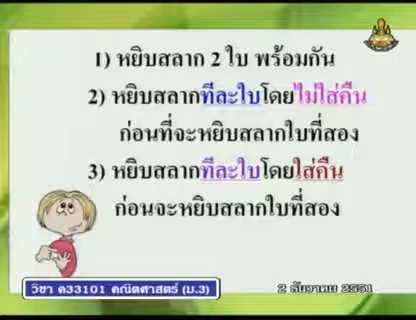 1) หยิบสลาก 2 ใบ พร้อมกัน
2) หยิบสลากทีละใบโดยไม่ใส่คืน
ก่อนที่จะหยิบสลากใบที่สอง
3) หยิบสลากทีละใบโดยใส่คืน
ก่อนจะหยิบสลากใบที่สอง
วิชา ค33101 คณิตศาสตร์ (ม.3)
2 ธันวาคม 2551